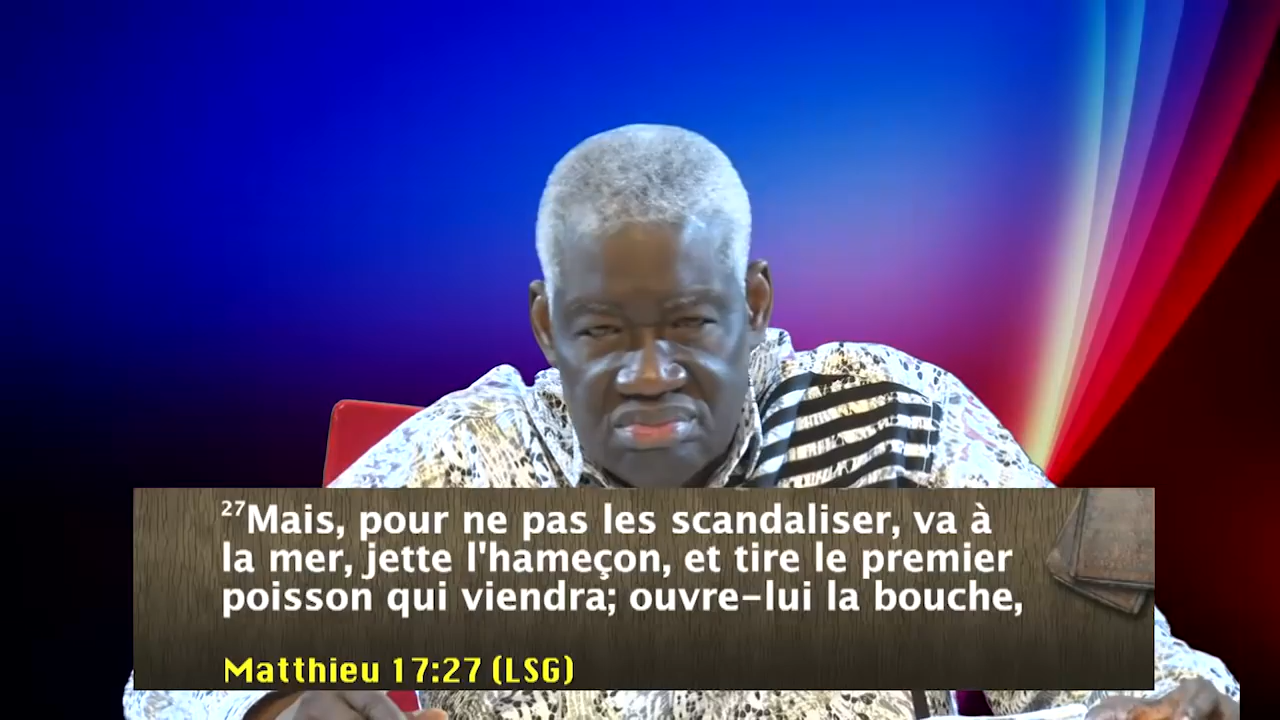 ²⁷Mais, pour ne pas les scandaliser, va à
la mer, jette l'hameçon, et tire le premier
poisson qui viendra; ouvre-lui la bouche,
Matthieu 17:27 (LSG)